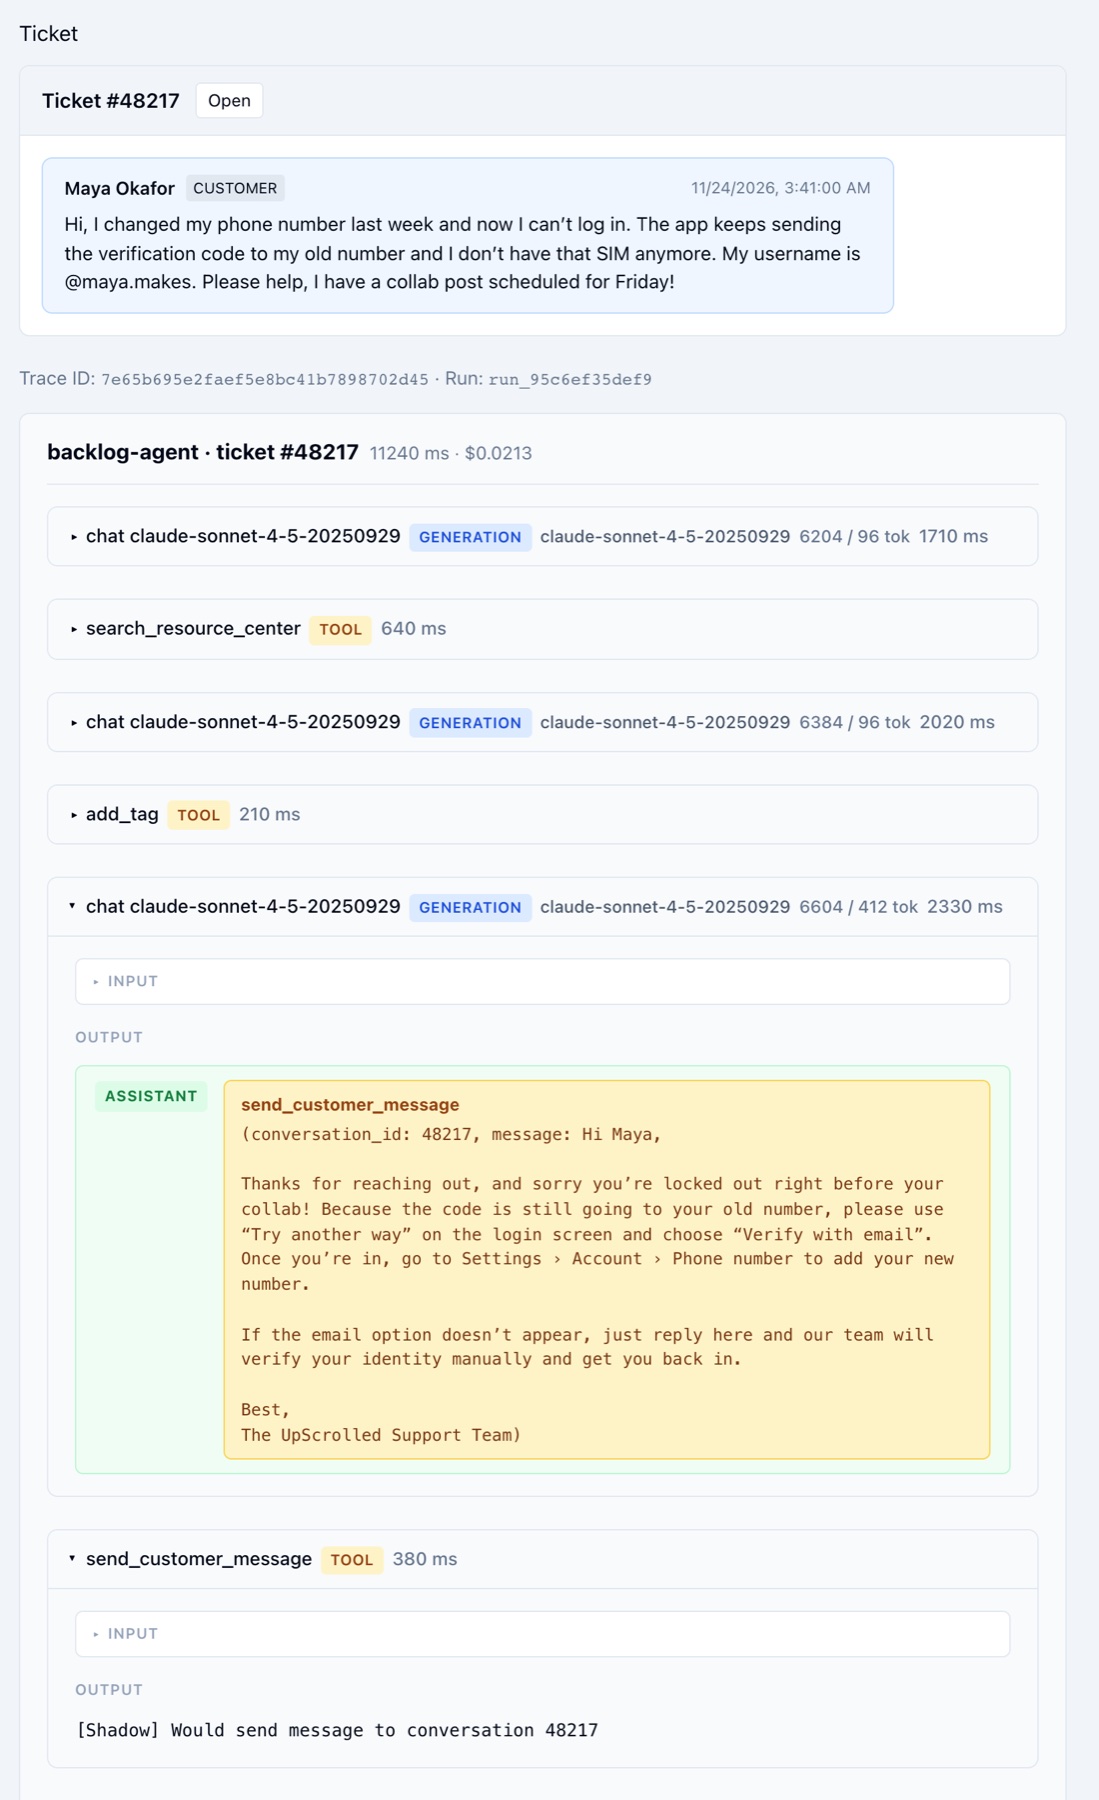 Ticket
Ticket #48217 Open
Maya Okafor CUSTOMER 11/24/2026, 3:41:00 AM
Hi, I changed my phone number last week and now I can’t log in. The app keeps sending
the verification code to my old number and I don’t have that SIM anymore. My username is
@maya.makes. Please help, I have a collab post scheduled for Friday!
Trace ID: 7e65b695e2faef5e8bc41b7898702d45 · Run: run_95c6ef35def9
backlog-agent · ticket #48217 11240 ms · $0.0213
▸ chat claude-sonnet-4-5-20250929 GENERATION claude-sonnet-4-5-20250929 6204 / 96 tok 1710 ms
▸ search_resource_center TOOL 640 ms
▸ chat claude-sonnet-4-5-20250929 GENERATION claude-sonnet-4-5-20250929 6384 / 96 tok 2020 ms
▸ add_tag TOOL 210 ms
▾ chat claude-sonnet-4-5-20250929 GENERATION claude-sonnet-4-5-20250929 6604 / 412 tok 2330 ms
▸ INPUT
OUTPUT
ASSISTANT send_customer_message
(conversation_id: 48217, message: Hi Maya,
Thanks for reaching out, and sorry you’re locked out right before your
collab! Because the code is still going to your old number, please use
“Try another way” on the login screen and choose “Verify with email”.
Once you’re in, go to Settings › Account › Phone number to add your new
number.
If the email option doesn’t appear, just reply here and our team will
verify your identity manually and get you back in.
Best,
The UpScrolled Support Team)
▾ send_customer_message TOOL 380 ms
▸ INPUT
OUTPUT
[Shadow] Would send message to conversation 48217